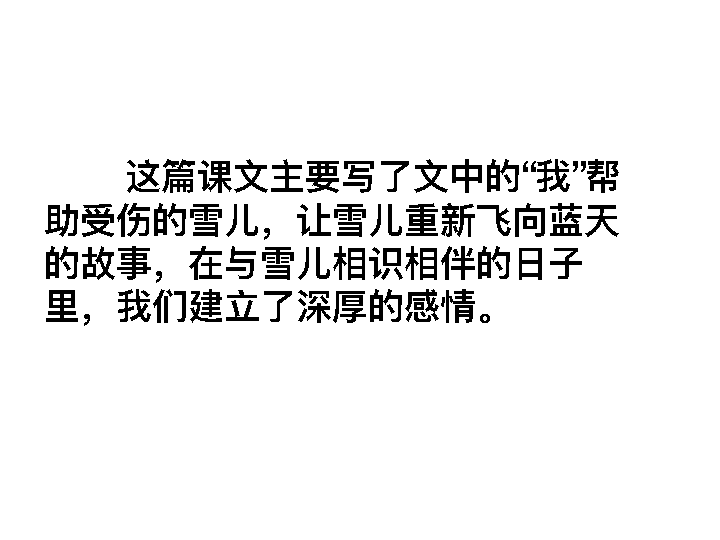 这篇课文主要写了文中的“我”帮
助受伤的雪儿，让雪儿重新飞向蓝天
的故事，在与雪儿相识相伴的日子
里，我们建立了深厚的感情。